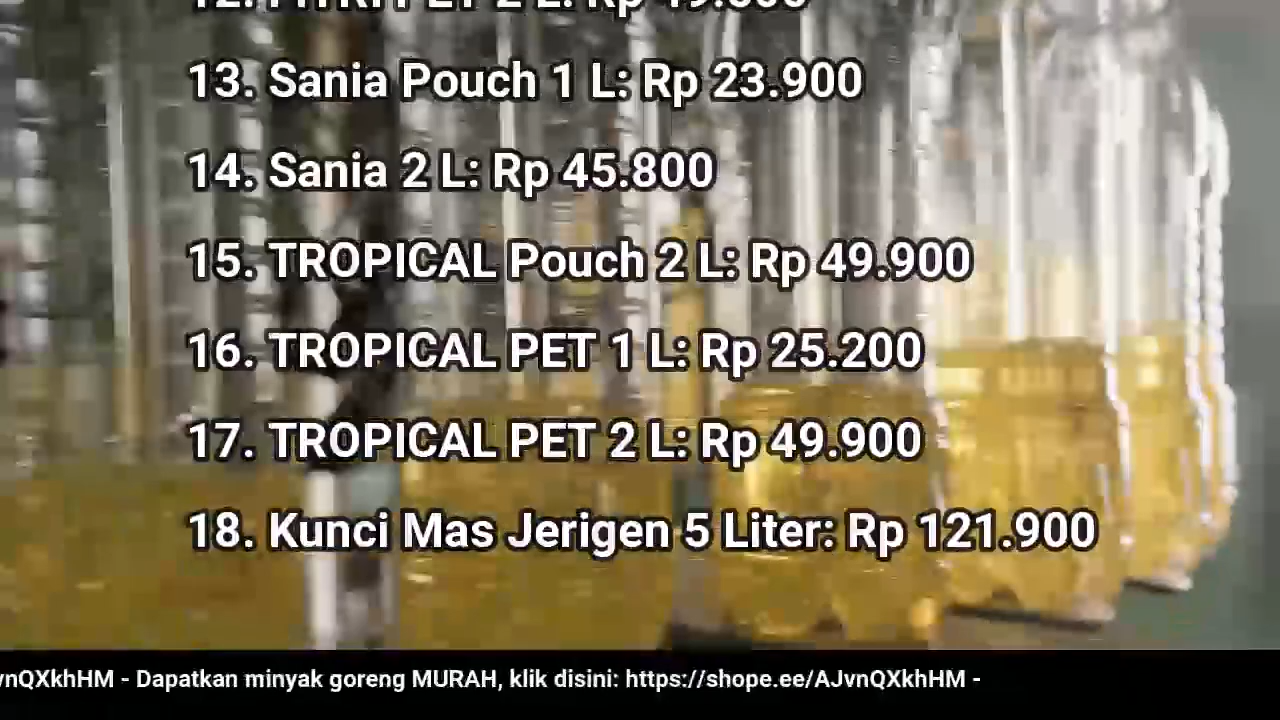 13. Sania Pouch 1 L: Rp 23.900
14. Sania 2 L: Rp 45.800
15. TROPICAL Pouch 2 L: Rp 49.900
16. TROPICAL PET 1 L: Rp 25.200
17. TROPICAL PET 2 L: Rp 49.900
18. Kunci Mas Jerigen 5 Liter: Rp 121.900
vnQXkhHM - Dapatkan minyak goreng MURAH, klik disini: https://shope.ee/AJvnQXkhHM -